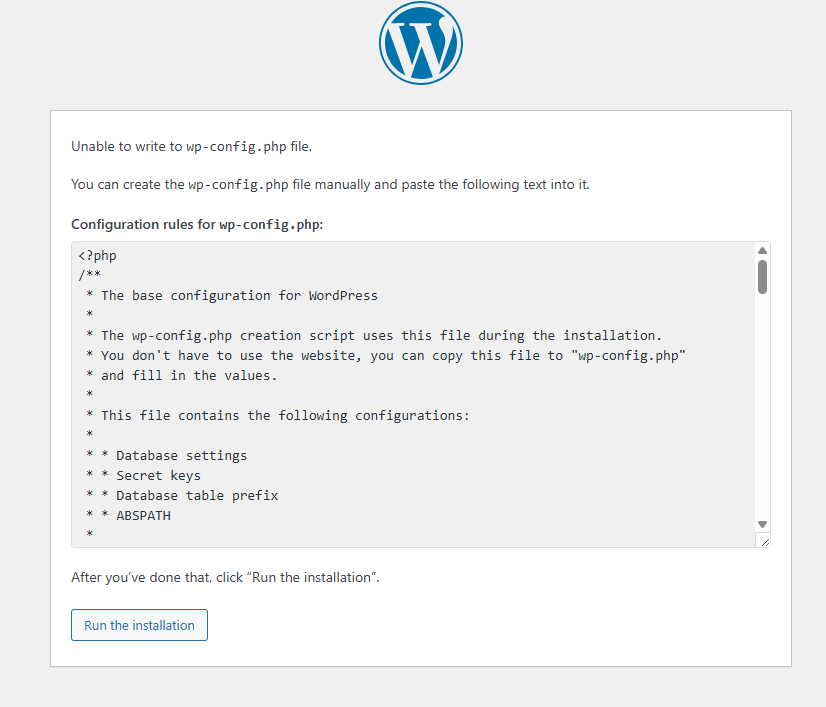 Unable to write to wp-config.php file.
You can create the wp-config.php file manually and paste the following text into it.
Configuration rules for wp-config.php:
<?php
/**
 * The base configuration for WordPress
 *
 * The wp-config.php creation script uses this file during the installation.
 * You don't have to use the website, you can copy this file to "wp-config.php"
 * and fill in the values.
 *
 * This file contains the following configurations:
 *
 * * Database settings
 * * Secret keys
 * * Database table prefix
 * * ABSPATH
 *
After you’ve done that, click “Run the installation”.
Run the installation